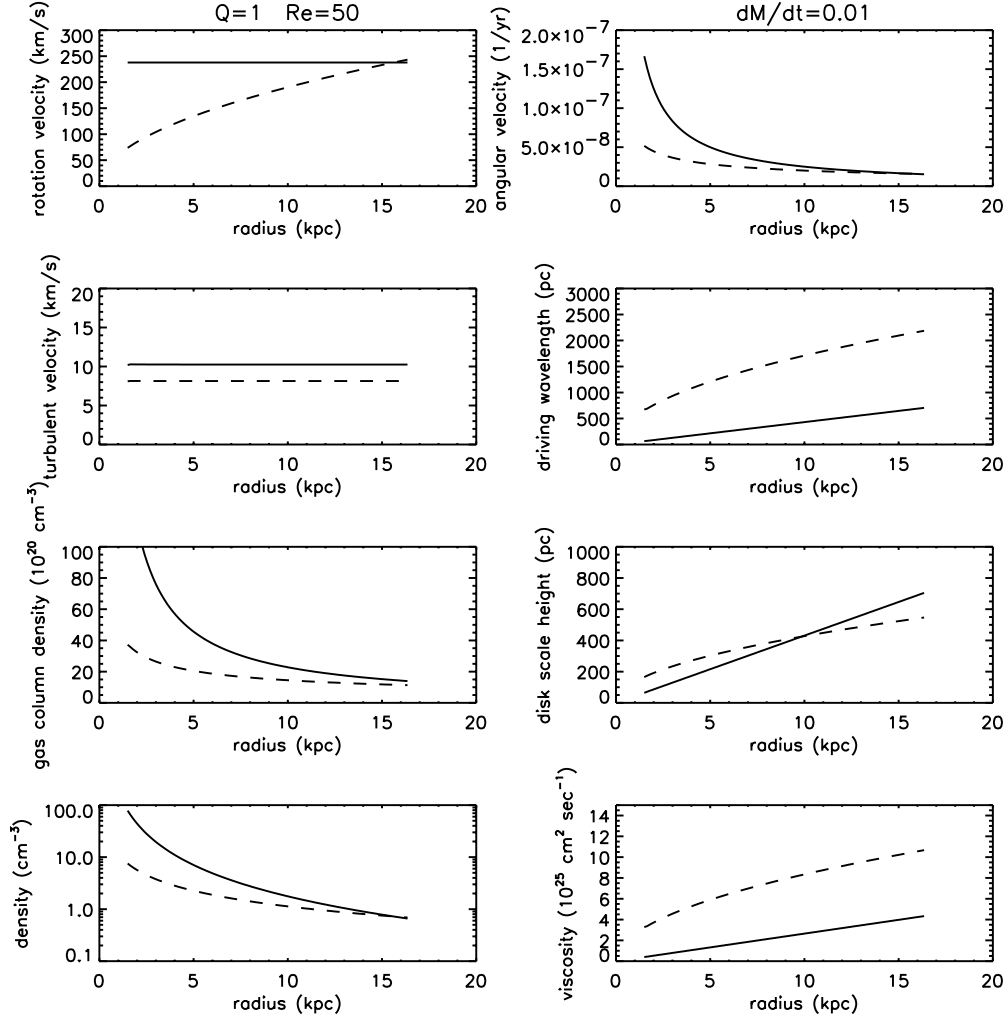 Q=1 Re=50
dM/dt=0.01
rotation velocity (km/s)
300
250
200
150
100
50
0
0 5 10 15 20
radius (kpc)
angular velocity (1/yr)
2.0×10⁻⁷
1.5×10⁻⁷
1.0×10⁻⁷
5.0×10⁻⁸
0
0 5 10 15 20
radius (kpc)
turbulent velocity (km/s)
20
15
10
5
0
0 5 10 15 20
radius (kpc)
driving wavelength (pc)
3000
2500
2000
1500
1000
500
0
0 5 10 15 20
radius (kpc)
gas column density (10²⁰ cm⁻³)
100
80
60
40
20
0
0 5 10 15 20
radius (kpc)
disk scale height (pc)
1000
800
600
400
200
0
0 5 10 15 20
radius (kpc)
density (cm⁻³)
100.0
10.0
1.0
0.1
0 5 10 15 20
radius (kpc)
viscosity (10²⁵ cm² sec⁻¹)
14
12
10
8
6
4
2
0
0 5 10 15 20
radius (kpc)